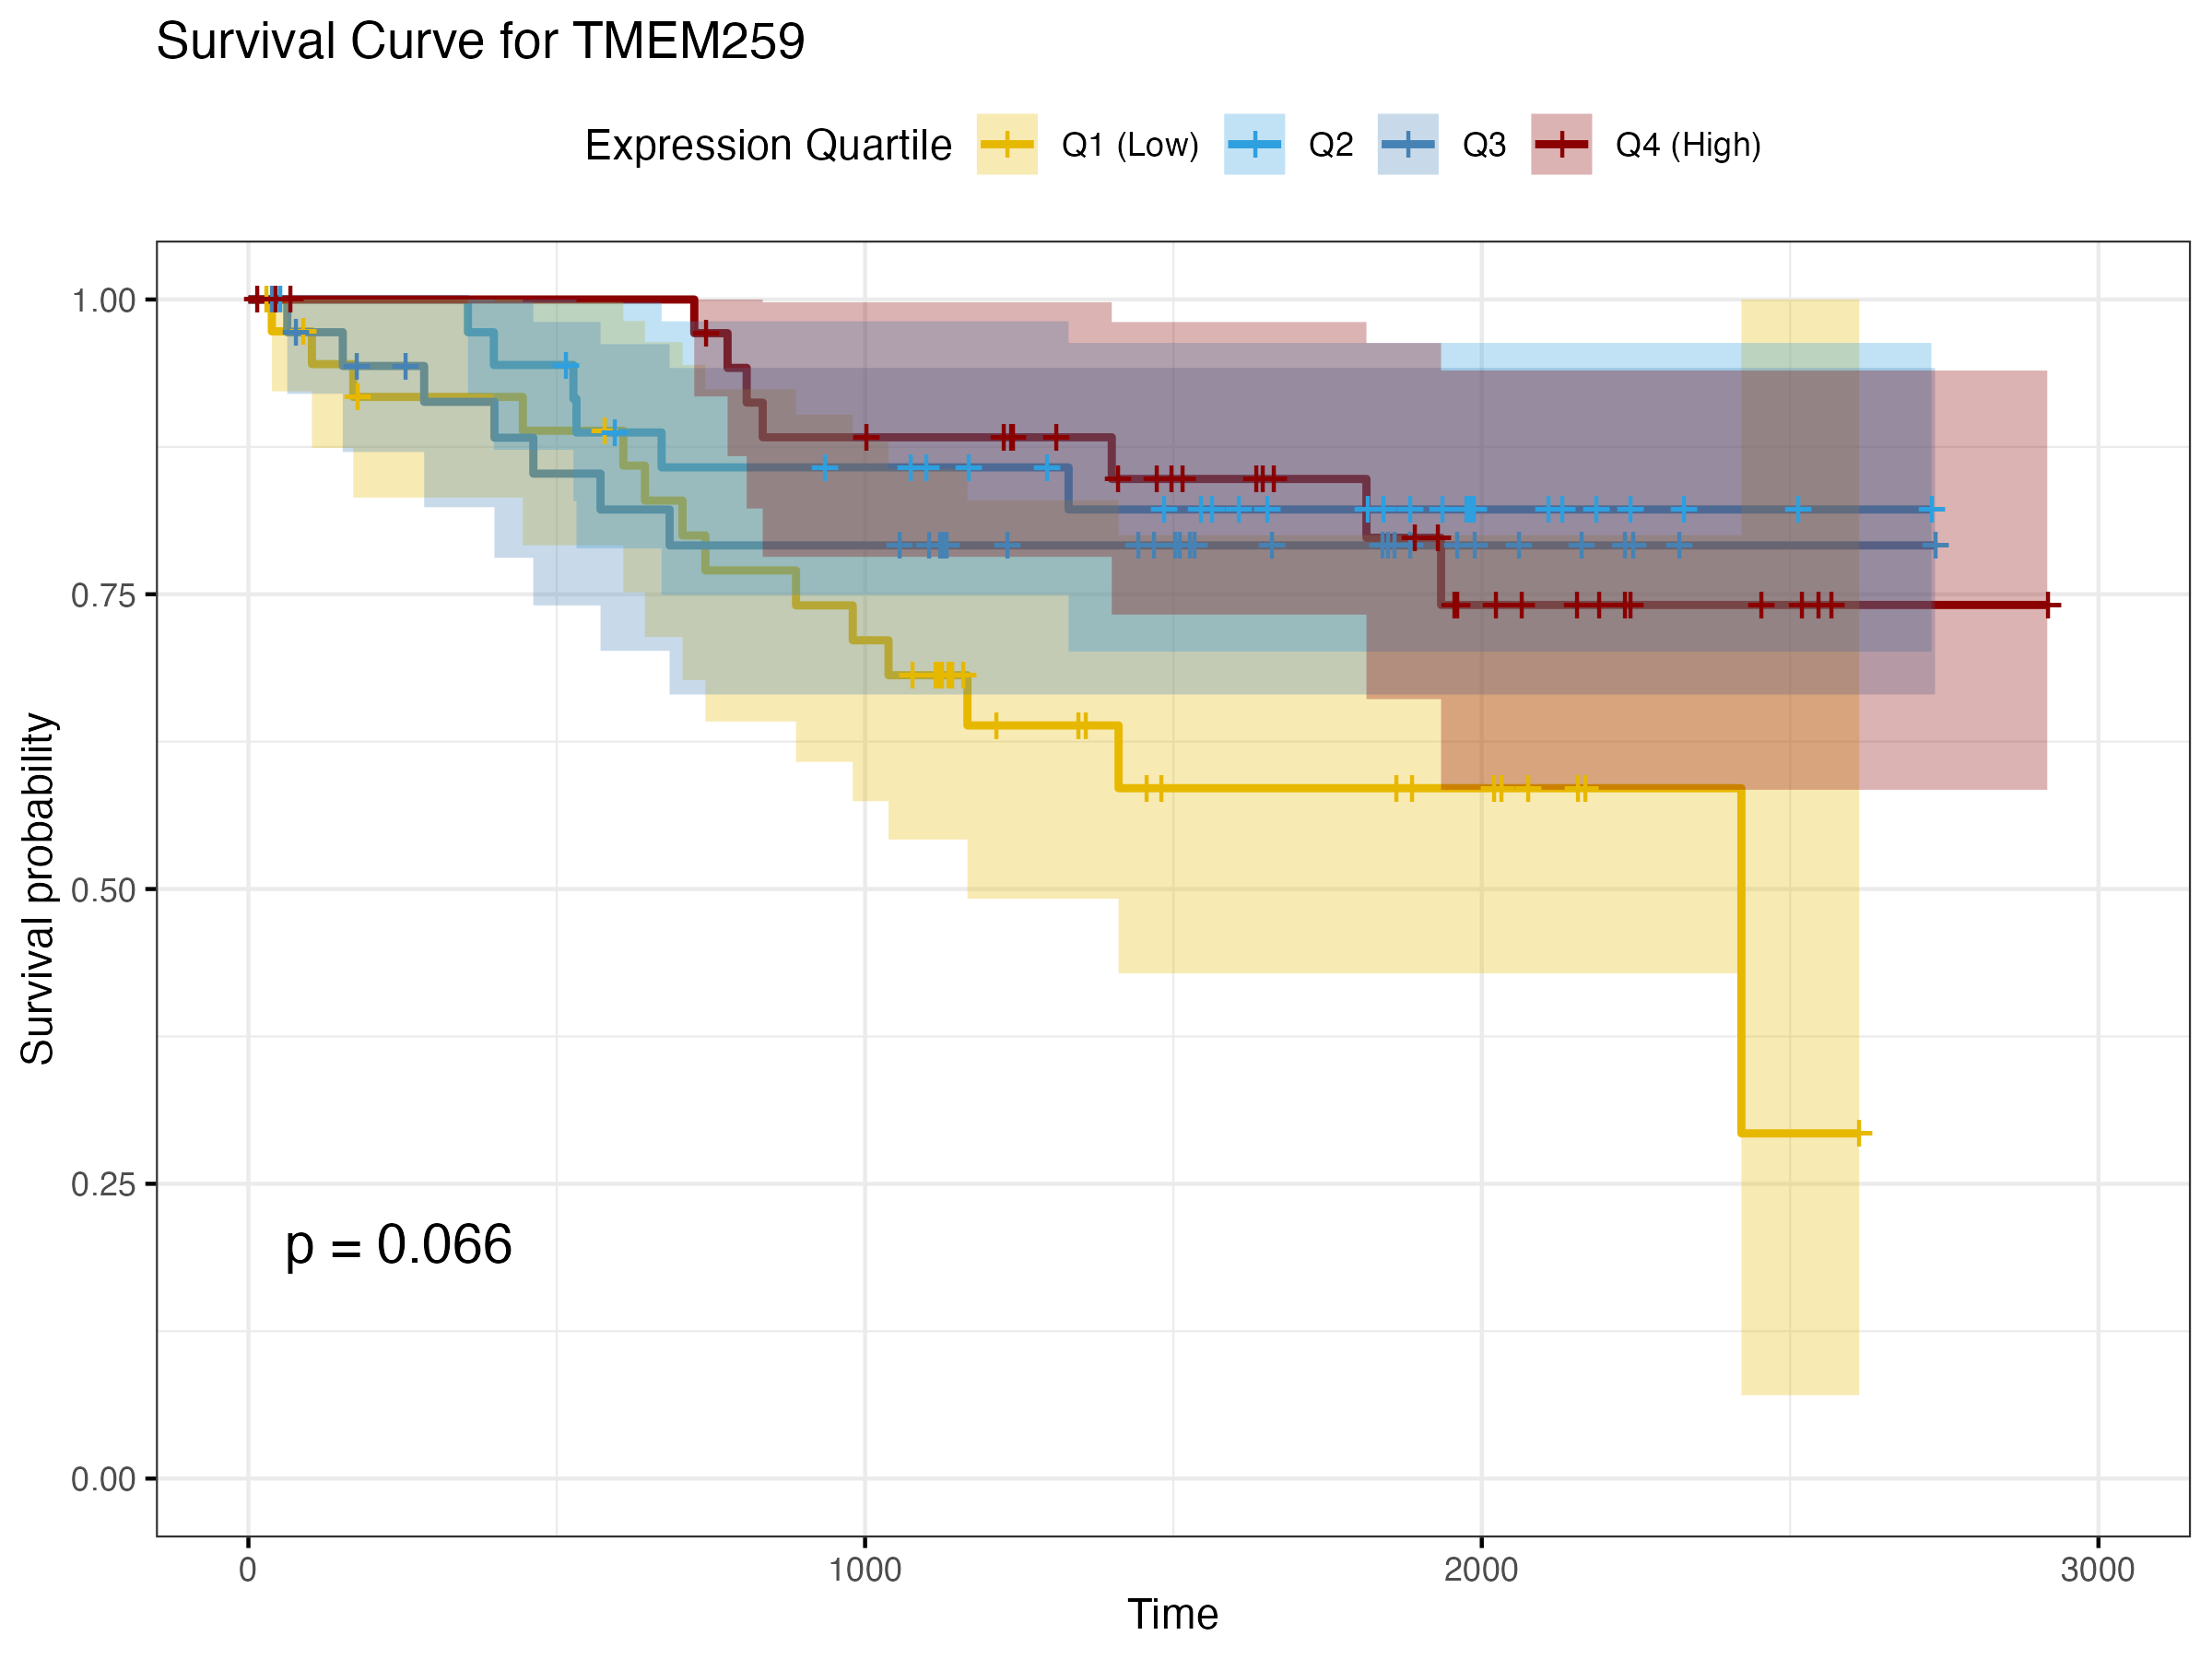 Survival Curve for TMEM259
Expression Quartile Q1 (Low) Q2 Q3 Q4 (High)
1.00
0.75
0.50
0.25
0.00
Survival probability
p = 0.066
0 1000 2000 3000
Time